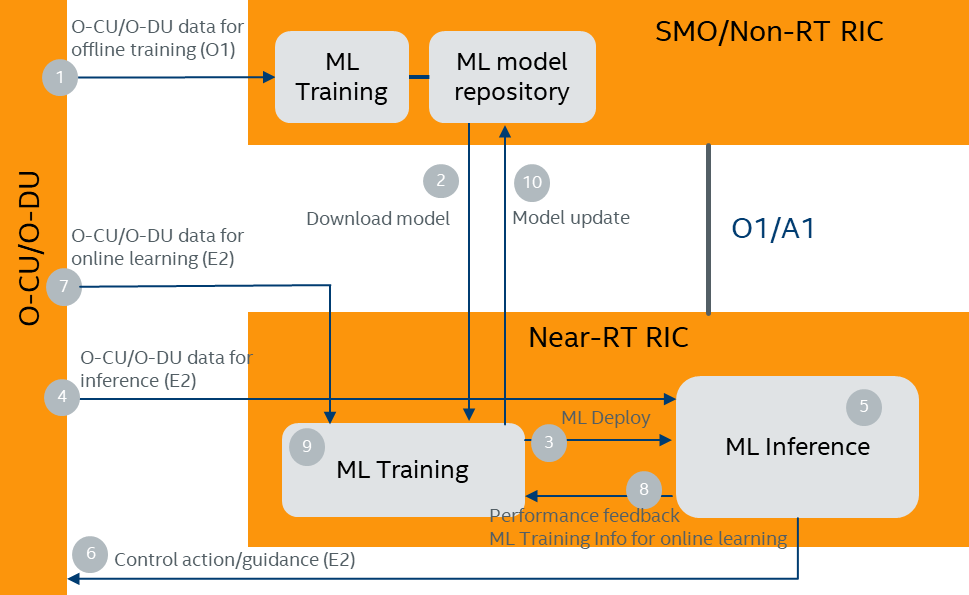 O-CU/O-DU data for
offline training (O1)
1
ML
Training
ML model
repository
SMO/Non-RT RIC
2
Download model
10
Model update
O1/A1
O-CU/O-DU
O-CU/O-DU data for
online learning (E2)
7
Near-RT RIC
O-CU/O-DU data for
inference (E2)
4
9
ML Training
ML Deploy
3
5
ML Inference
8
Performance feedback
ML Training Info for online learning
6
Control action/guidance (E2)